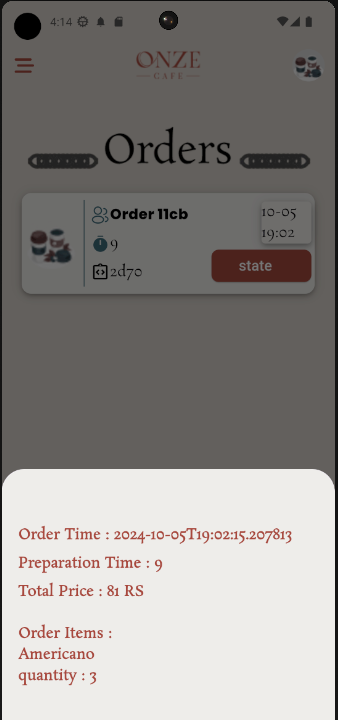 4:14
ONZE
CAFE
Orders
Order 11cb
10-05
19:02
9
2d70
state
Order Time : 2024-10-05T19:02:15.207813
Preparation Time : 9
Total Price : 81 RS
Order Items :
Americano
quantity : 3